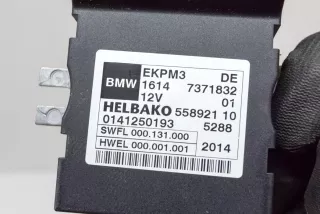 BMW EKPM3 DE
1614 7371832
12V 01
HELBAKO 558921 10
0141250193 5288
SWFL 000.131.000
HWEL 000.001.001 2014